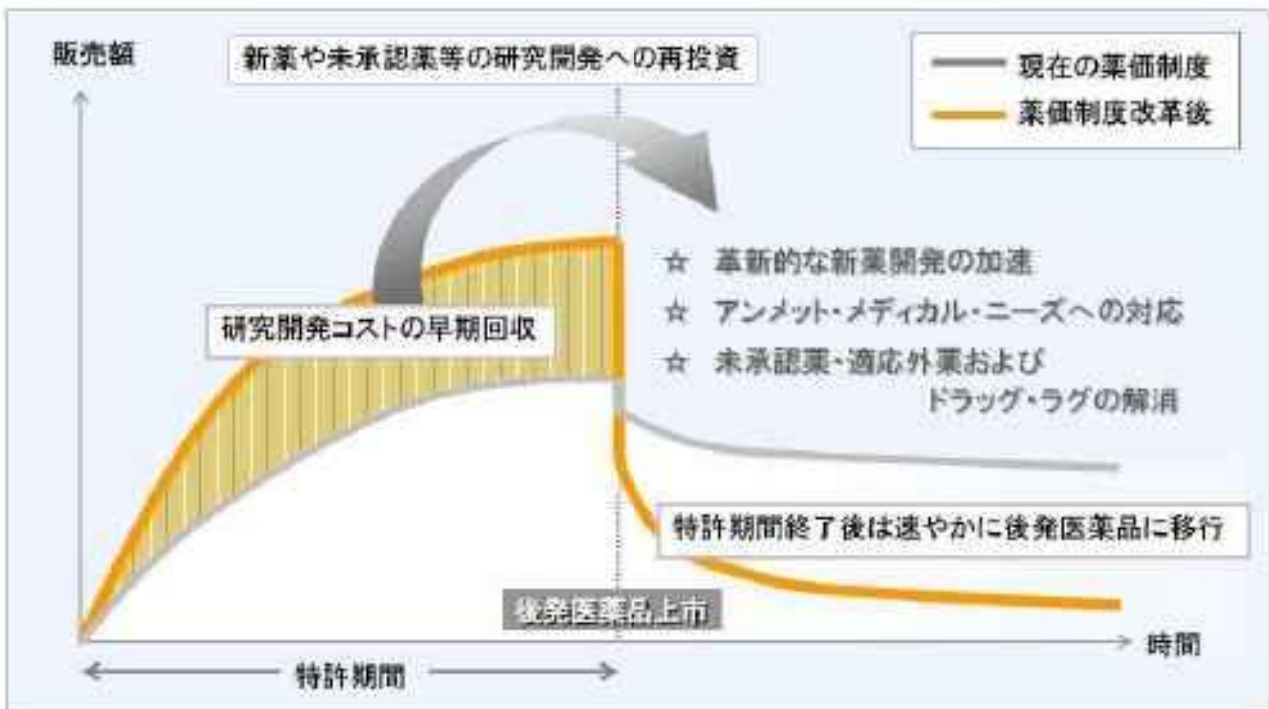 販売額
新薬や未承認薬等の研究開発への再投資
現在の薬価制度
薬価制度改革後
☆ 革新的な新薬開発の加速
☆ アンメット・メディカル・ニーズへの対応
☆ 未承認薬・適応外薬および
ドラッグ・ラグの解消
研究開発コストの早期回収
特許期間終了後は速やかに後発医薬品に移行
後発医薬品上市
時間
特許期間